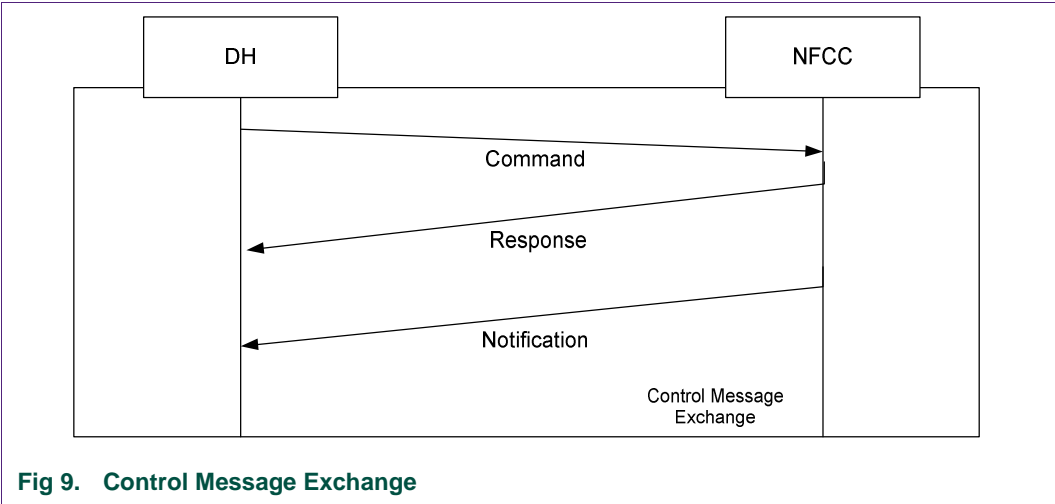 DH
NFCC
Command
Response
Notification
Control Message
Exchange
Fig 9. Control Message Exchange